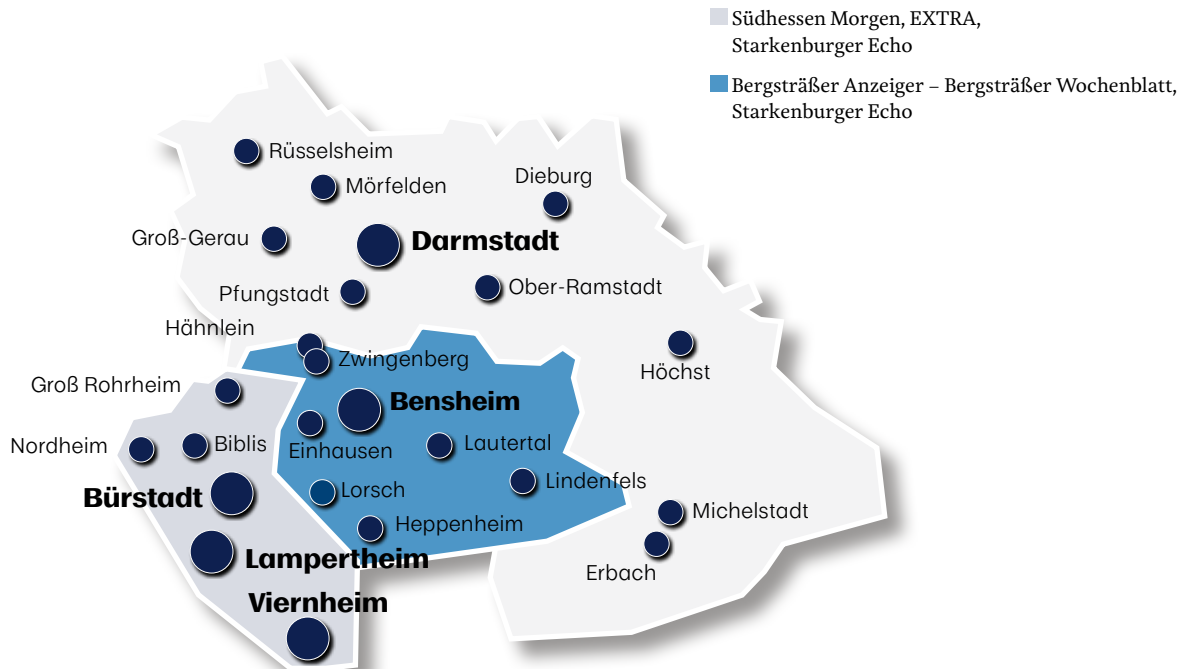 Südhessen Morgen, EXTRA,
Starkenburger Echo
Bergsträßer Anzeiger – Bergsträßer Wochenblatt,
Starkenburger Echo
Rüsselsheim
Mörfelden
Dieburg
Groß-Gerau
Darmstadt
Pfungstadt
Ober-Ramstadt
Hähnlein
Zwingenberg
Höchst
Groß Rohrheim
Bensheim
Nordheim
Biblis
Einhausen
Lautertal
Bürstadt
Lorsch
Lindenfels
Heppenheim
Michelstadt
Lampertheim
Erbach
Viernheim